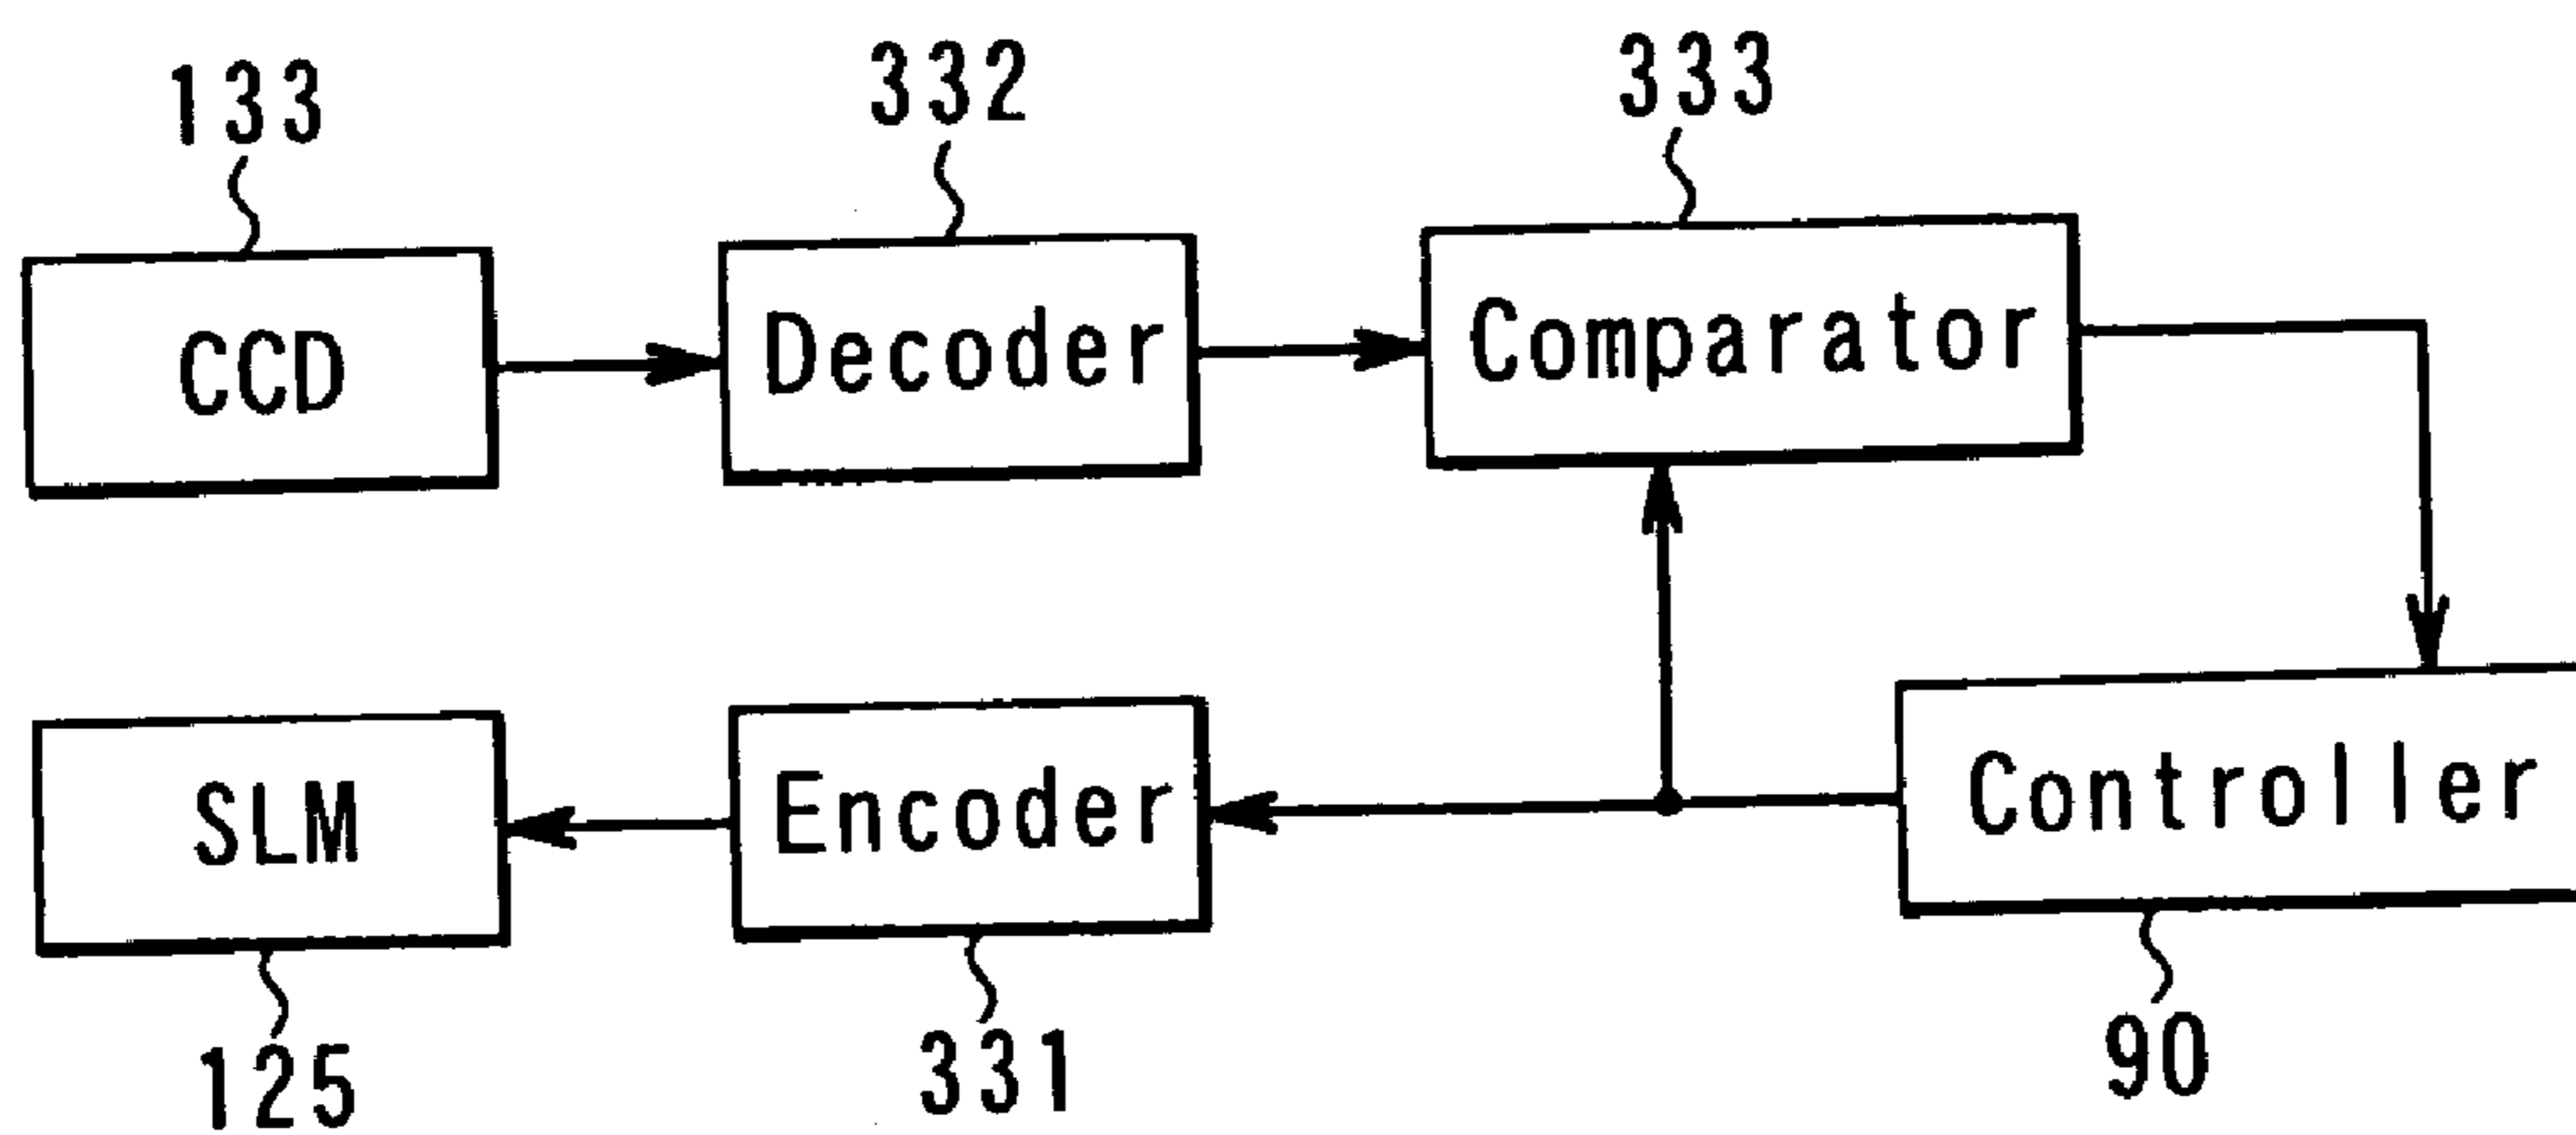 133
332
333
CCD
Decoder
Comparator
SLM
Encoder
Controller
125
331
90